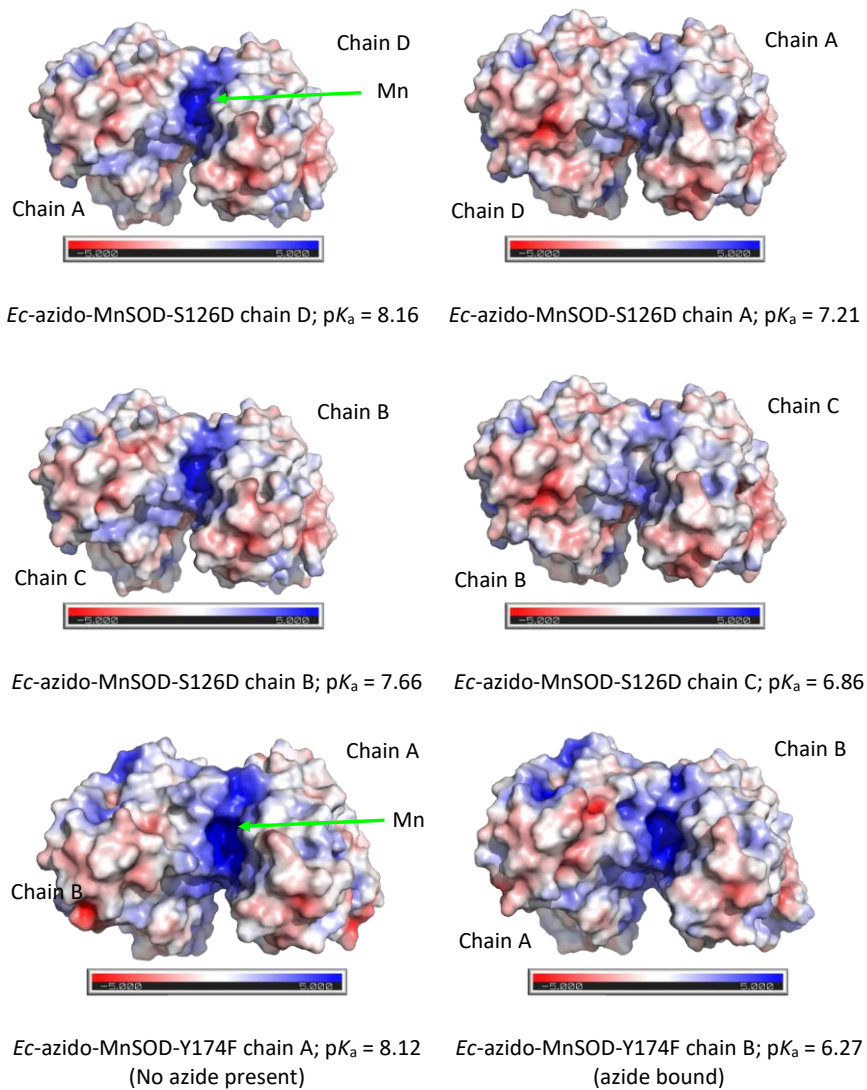 Chain D
Mn
Chain A
-5.000 5.000
Ec-azido-MnSOD-S126D chain D; pKa = 8.16
Chain A
Chain D
-5.000 5.000
Ec-azido-MnSOD-S126D chain A; pKa = 7.21
Chain B
Chain C
-5.000 5.000
Ec-azido-MnSOD-S126D chain B; pKa = 7.66
Chain C
Chain B
-5.000 5.000
Ec-azido-MnSOD-S126D chain C; pKa = 6.86
Chain A
Mn
Chain B
-5.000 5.000
Ec-azido-MnSOD-Y174F chain A; pKa = 8.12
(No azide present)
Chain B
Chain A
-5.000 5.000
Ec-azido-MnSOD-Y174F chain B; pKa = 6.27
(azide bound)